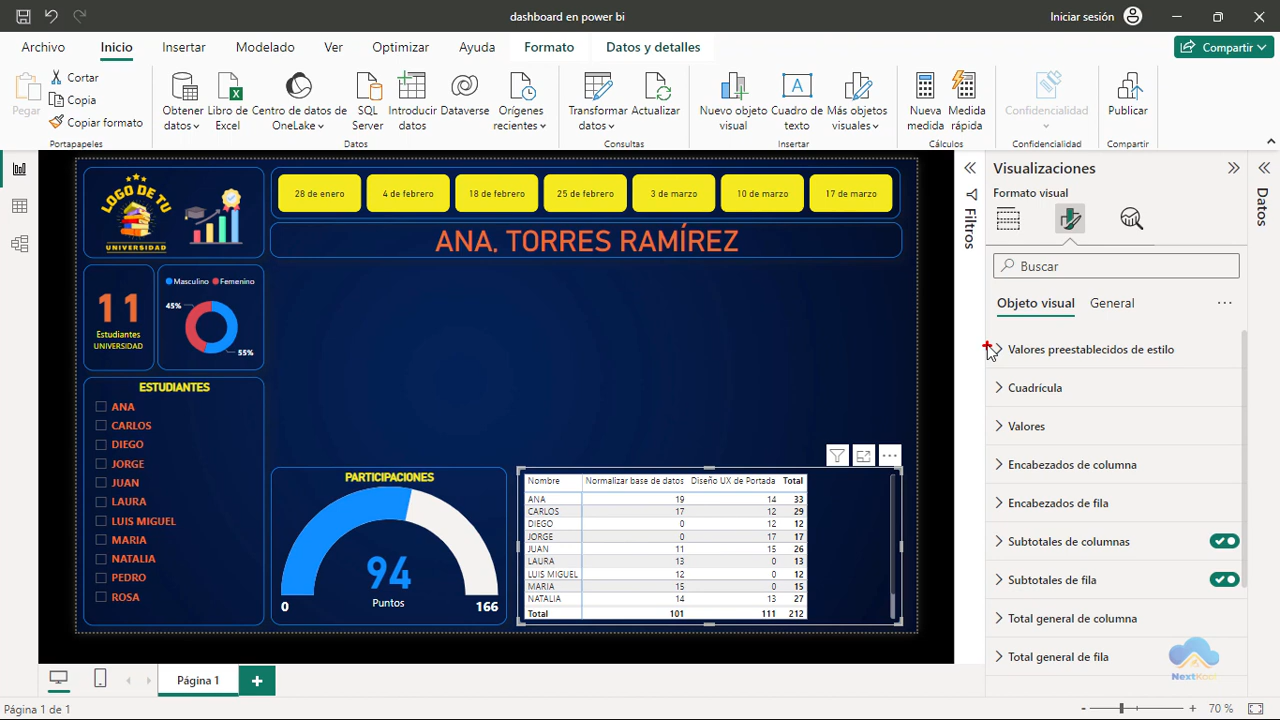 dashboard en power bi
Iniciar sesión
Archivo Inicio Insertar Modelado Ver Optimizar Ayuda Formato Datos y detalles Compartir
Pegar
Cortar
Copia
Copiar formato
Portapapeles
Obtener datos
Libro de Excel
Centro de datos de OneLake
SQL Server
Introducir datos
Dataverse
Orígenes recientes
Datos
Transformar datos
Actualizar
Consultas
Nuevo objeto visual
Cuadro de texto
Más objetos visuales
Insertar
Nueva medida
Medida rápida
Cálculos
Confidencialidad
Confidencialidad
Publicar
Compartir
LOGO DE TU
UNIVERSIDAD
28 de enero 4 de febrero 18 de febrero 25 de febrero 3 de marzo 10 de marzo 17 de marzo
ANA, TORRES RAMÍREZ
11
Estudiantes
UNIVERSIDAD
Masculino Femenino
45%
55%
ESTUDIANTES
ANA
CARLOS
DIEGO
JORGE
JUAN
LAURA
LUIS MIGUEL
MARIA
NATALIA
PEDRO
ROSA
PARTICIPACIONES
94
Puntos
0 166
Nombre Normalizar base de datos Diseño UX de Portada Total
ANA 19 14 33
CARLOS 17 12 29
DIEGO 0 12 12
JORGE 0 17 17
JUAN 11 15 26
LAURA 13 0 13
LUIS MIGUEL 12 0 12
MARIA 15 0 15
NATALIA 14 13 27
Total 101 111 212
Filtros
Visualizaciones
Formato visual
Buscar
Objeto visual General
Valores preestablecidos de estilo
Cuadrícula
Valores
Encabezados de columna
Encabezados de fila
Subtotales de columnas
Subtotales de fila
Total general de columna
Total general de fila
Datos
NextKool
Página 1
Página 1 de 1
70 %